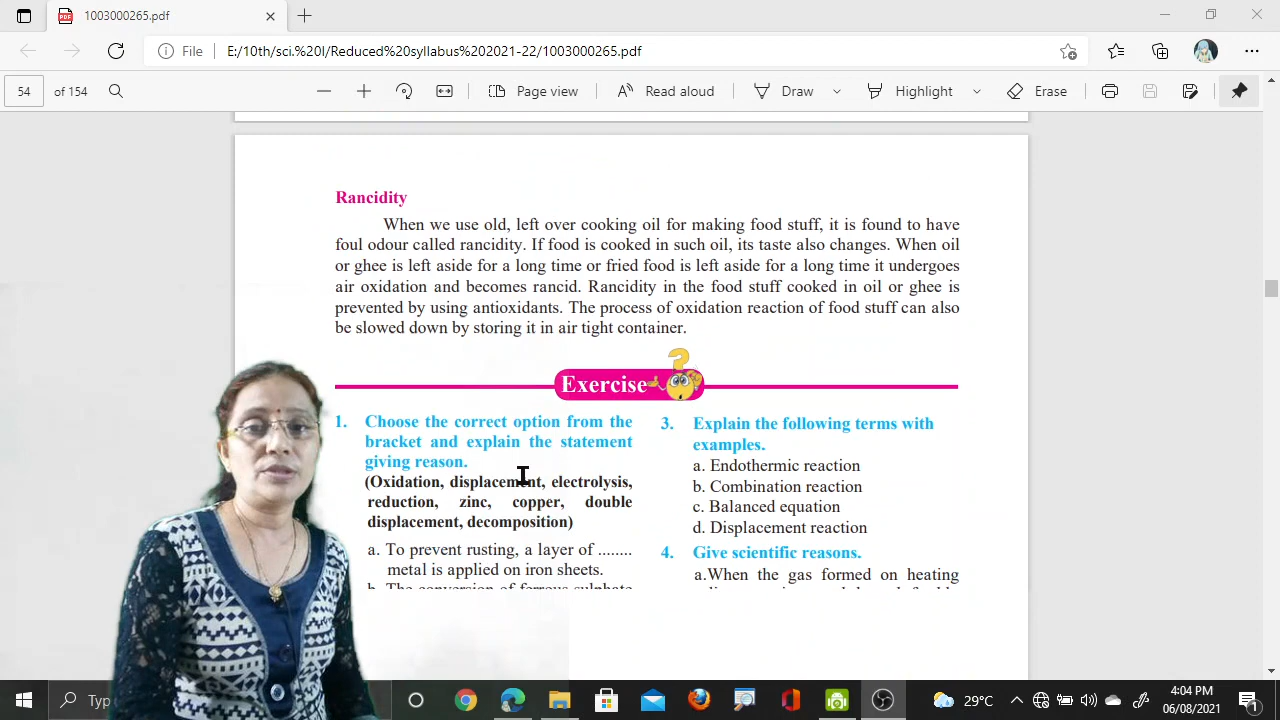 1003000265.pdf
File
E:/10th/sci.%20I/Reduced%20syllabus%202021-22/1003000265.pdf
54
of 154
Page view
Read aloud
Draw
Highlight
Erase
Rancidity
When we use old, left over cooking oil for making food stuff, it is found to have
foul odour called rancidity. If food is cooked in such oil, its taste also changes. When oil
or ghee is left aside for a long time or fried food is left aside for a long time it undergoes
air oxidation and becomes rancid. Rancidity in the food stuff cooked in oil or ghee is
prevented by using antioxidants. The process of oxidation reaction of food stuff can also
be slowed down by storing it in air tight container.
Exercise
1. Choose the correct option from the
bracket and explain the statement
giving reason.
(Oxidation, displacement, electrolysis,
reduction, zinc, copper, double
displacement, decomposition)
a. To prevent rusting, a layer of ........
metal is applied on iron sheets.
b. The conversion of ferrous sulphate
3. Explain the following terms with
examples.
a. Endothermic reaction
b. Combination reaction
c. Balanced equation
d. Displacement reaction
4. Give scientific reasons.
a.When the gas formed on heating
Typ
29°C
4:04 PM
06/08/2021
1